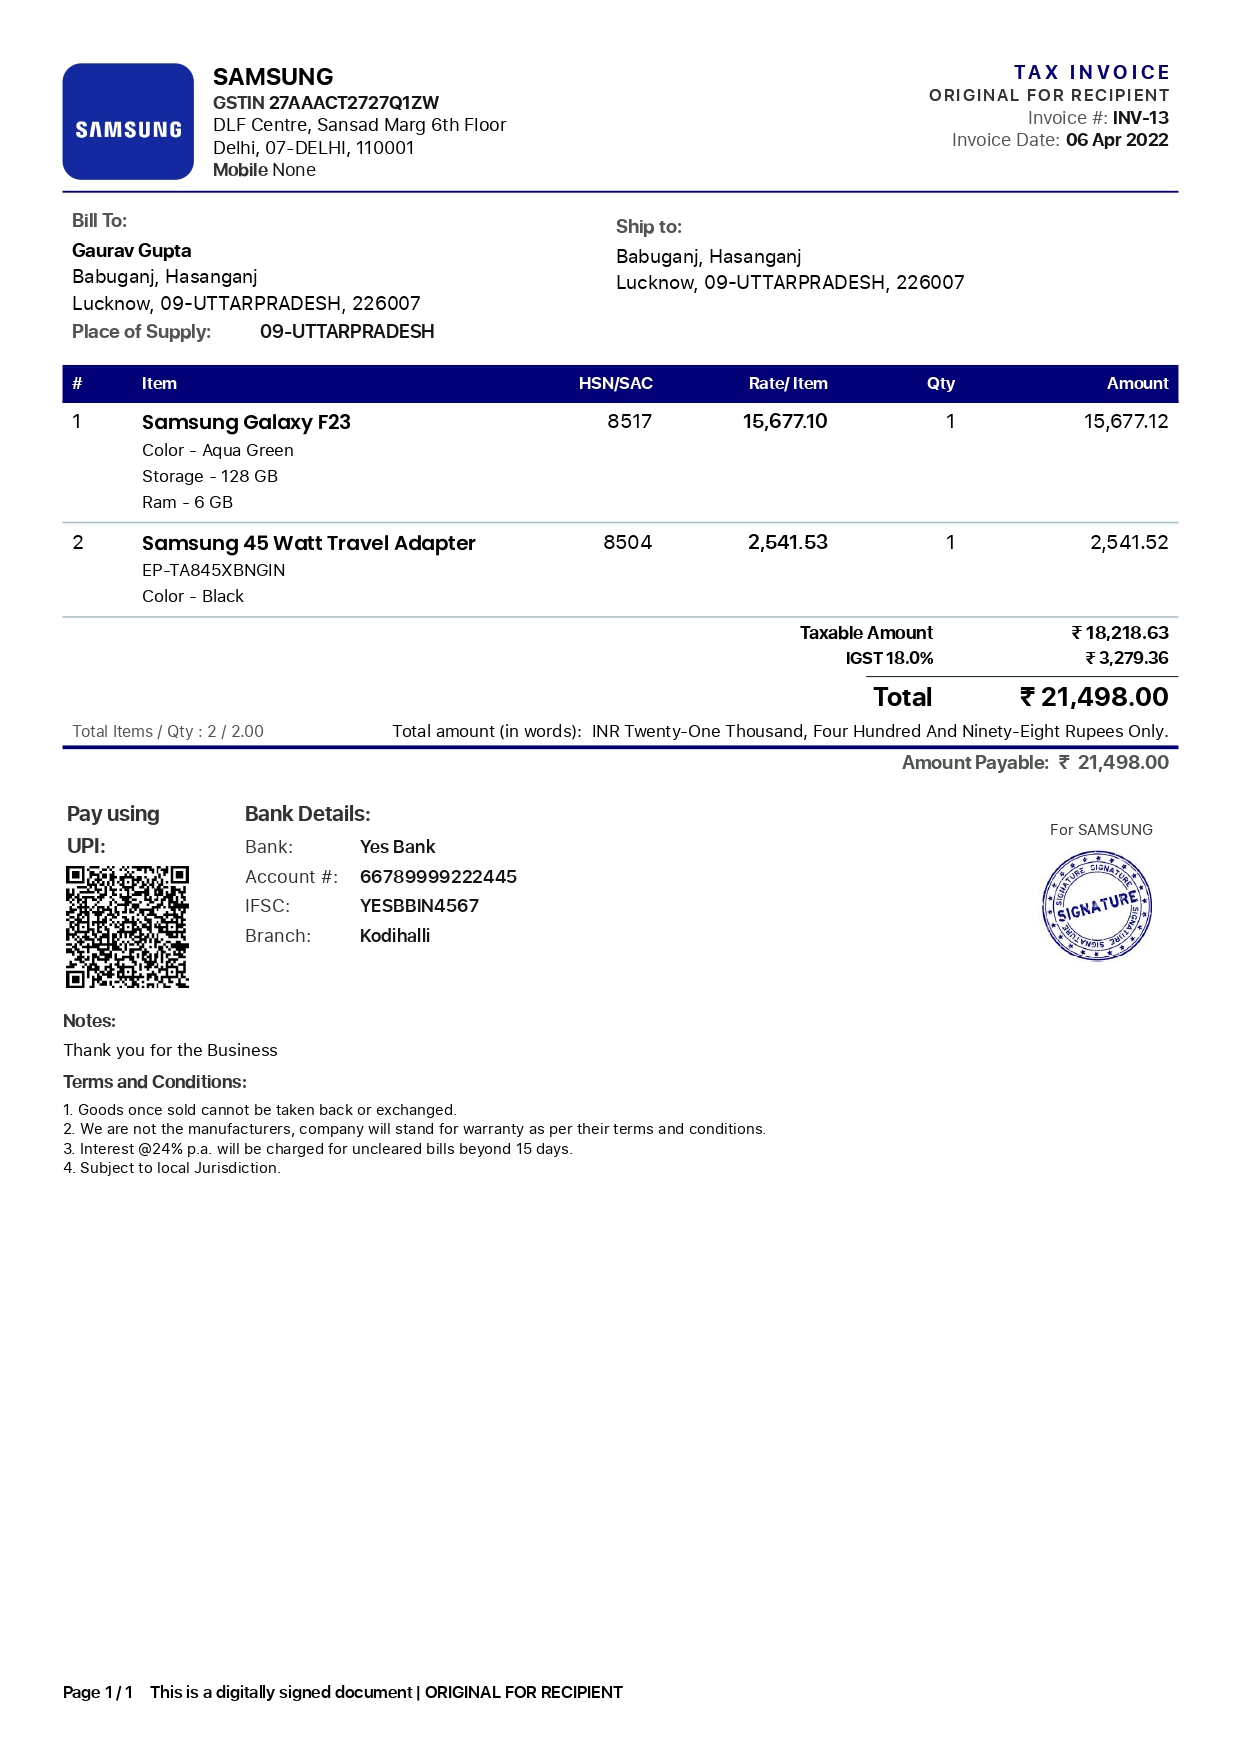 SAMSUNG
SAMSUNG
GSTIN 27AAACT2727Q1ZW
DLF Centre, Sansad Marg 6th Floor
Delhi, 07-DELHI, 110001
Mobile None
TAX INVOICE
ORIGINAL FOR RECIPIENT
Invoice #: INV-13
Invoice Date: 06 Apr 2022
Bill To:
Gaurav Gupta
Babuganj, Hasanganj
Lucknow, 09-UTTARPRADESH, 226007
Place of Supply: 09-UTTARPRADESH
Ship to:
Babuganj, Hasanganj
Lucknow, 09-UTTARPRADESH, 226007
# Item HSN/SAC Rate/ Item Qty Amount
1 Samsung Galaxy F23 8517 15,677.10 1 15,677.12
Color - Aqua Green
Storage - 128 GB
Ram - 6 GB
2 Samsung 45 Watt Travel Adapter 8504 2,541.53 1 2,541.52
EP-TA845XBNGIN
Color - Black
Taxable Amount ₹ 18,218.63
IGST 18.0% ₹ 3,279.36
Total ₹ 21,498.00
Total Items / Qty : 2 / 2.00 Total amount (in words): INR Twenty-One Thousand, Four Hundred And Ninety-Eight Rupees Only.
Amount Payable: ₹ 21,498.00
Pay using
UPI:
Bank Details:
Bank: Yes Bank
Account #: 66789999222445
IFSC: YESBBIN4567
Branch: Kodihalli
For SAMSUNG
SIGNATURE SIGNATURE
SIGNATURE
SIGNATURE SIGNATURE SIGNATURE
Notes:
Thank you for the Business
Terms and Conditions:
1. Goods once sold cannot be taken back or exchanged.
2. We are not the manufacturers, company will stand for warranty as per their terms and conditions.
3. Interest @24% p.a. will be charged for uncleared bills beyond 15 days.
4. Subject to local Jurisdiction.
Page 1 / 1 This is a digitally signed document | ORIGINAL FOR RECIPIENT